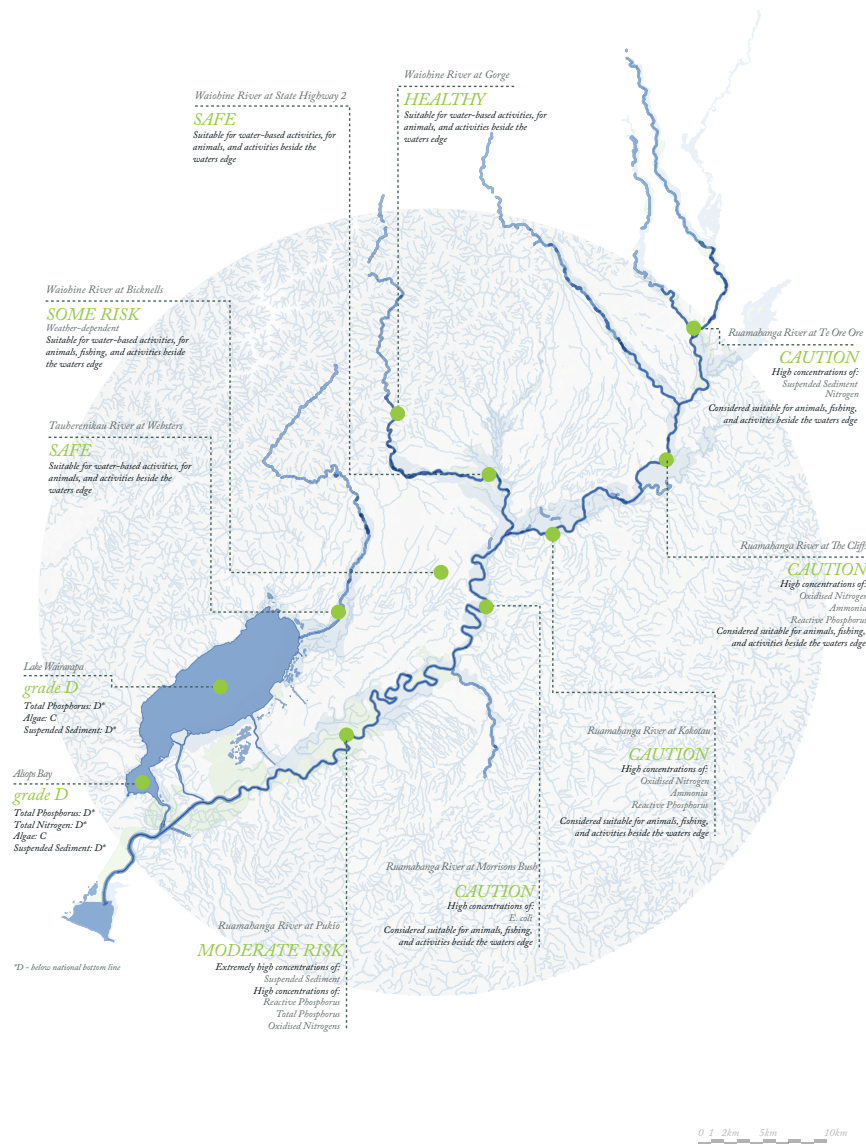 Waiohine River at Gorge
HEALTHY
Suitable for water-based activities, for
animals, and activities beside the
waters edge
Waiohine River at State Highway 2
SAFE
Suitable for water-based activities, for
animals, and activities beside the
waters edge
Waiohine River at Bicknells
SOME RISK
Weather-dependent
Suitable for water-based activities, for
animals, fishing, and activities beside
the waters edge
Ruamahanga River at Te Ore Ore
CAUTION
High concentrations of:
Suspended Sediment
Nitrogen
Considered suitable for animals, fishing,
and activities beside the waters edge
Tauherenikau River at Websters
SAFE
Suitable for water-based activities, for
animals, and activities beside the
waters edge
Ruamahanga River at The Cliffs
CAUTION
High concentrations of:
Oxidised Nitrogen
Ammonia
Reactive Phosphorus
Considered suitable for animals, fishing,
and activities beside the waters edge
Lake Wairarapa
grade D
Total Phosphorus: D*
Algae: C
Suspended Sediment: D*
Ruamahanga River at Kokotau
CAUTION
High concentrations of:
Oxidised Nitrogen
Ammonia
Reactive Phosphorus
Considered suitable for animals, fishing,
and activities beside the waters edge
Alsops Bay
grade D
Total Phosphorus: D*
Total Nitrogen: D*
Algae: C
Suspended Sediment: D*
Ruamahanga River at Morrisons Bush
CAUTION
High concentrations of:
E. coli
Considered suitable for animals, fishing,
and activities beside the waters edge
Ruamahanga River at Pukio
MODERATE RISK
Extremely high concentrations of:
Suspended Sediment
High concentrations of:
Reactive Phosphorus
Total Phosphorus
Oxidised Nitrogens
*D - below national bottom line
0 1 2km 5km 10km